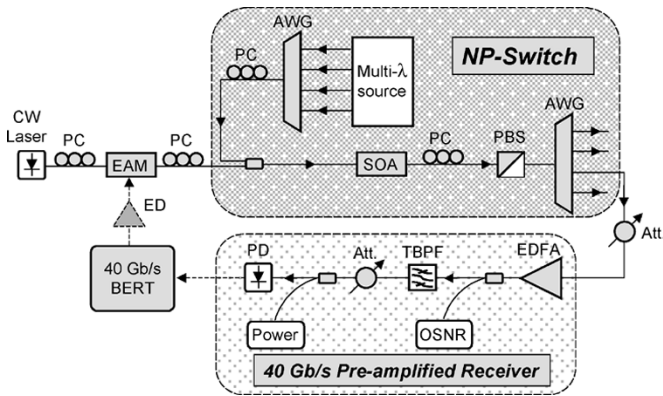 AWG
PC
Multi-λ
source
NP-Switch
AWG
CW
Laser
PC
PC
PC
PBS
EAM
SOA
ED
Att.
40 Gb/s
BERT
PD
Att.
TBPF
EDFA
Power
OSNR
40 Gb/s Pre-amplified Receiver